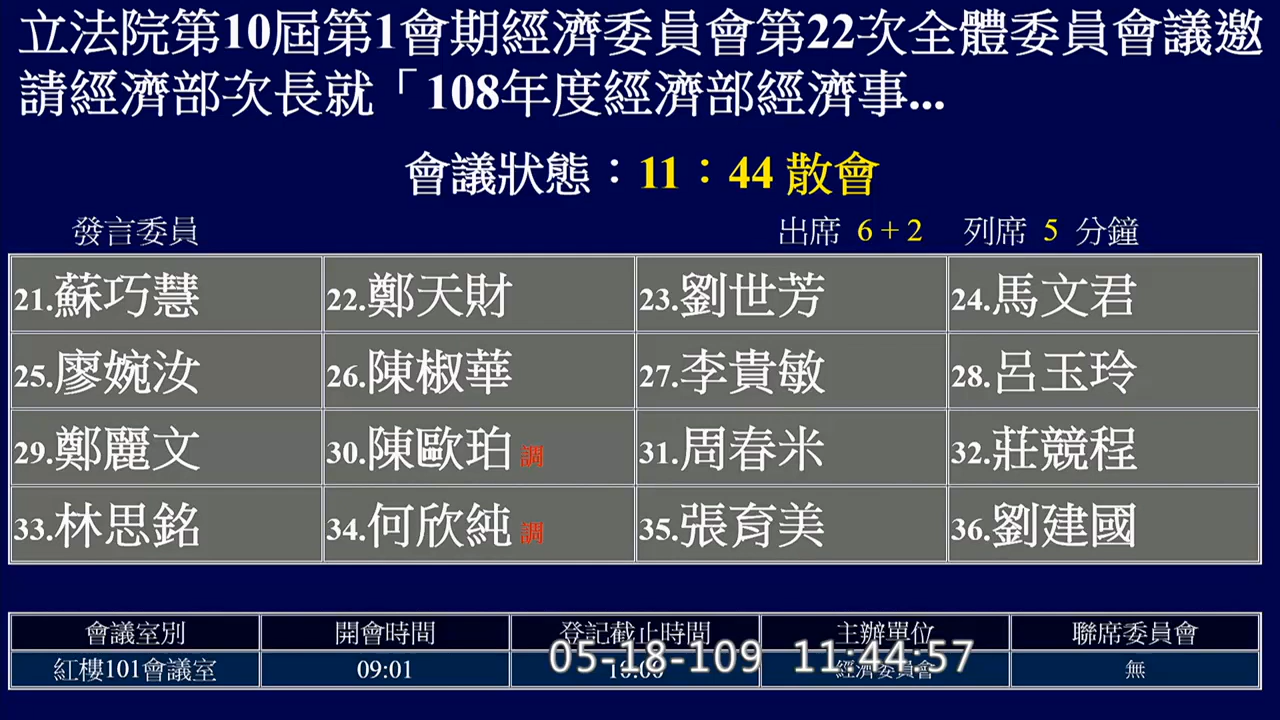 立法院第10屆第1會期經濟委員會第22次全體委員會議邀
請經濟部次長就「108年度經濟部經濟事...
會議狀態：11：44 散會
發言委員 出席 6 + 2 列席 5 分鐘
21.蘇巧慧 22.鄭天財 23.劉世芳 24.馬文君
25.廖婉汝 26.陳椒華 27.李貴敏 28.呂玉玲
29.鄭麗文 30.陳歐珀 調 31.周春米 32.莊競程
33.林思銘 34.何欣純 調 35.張育美 36.劉建國
會議室別 開會時間 登記截止時間 主辦單位 聯席委員會
05-18-109 11:44:57
紅樓101會議室 09:01 經濟委員會 無